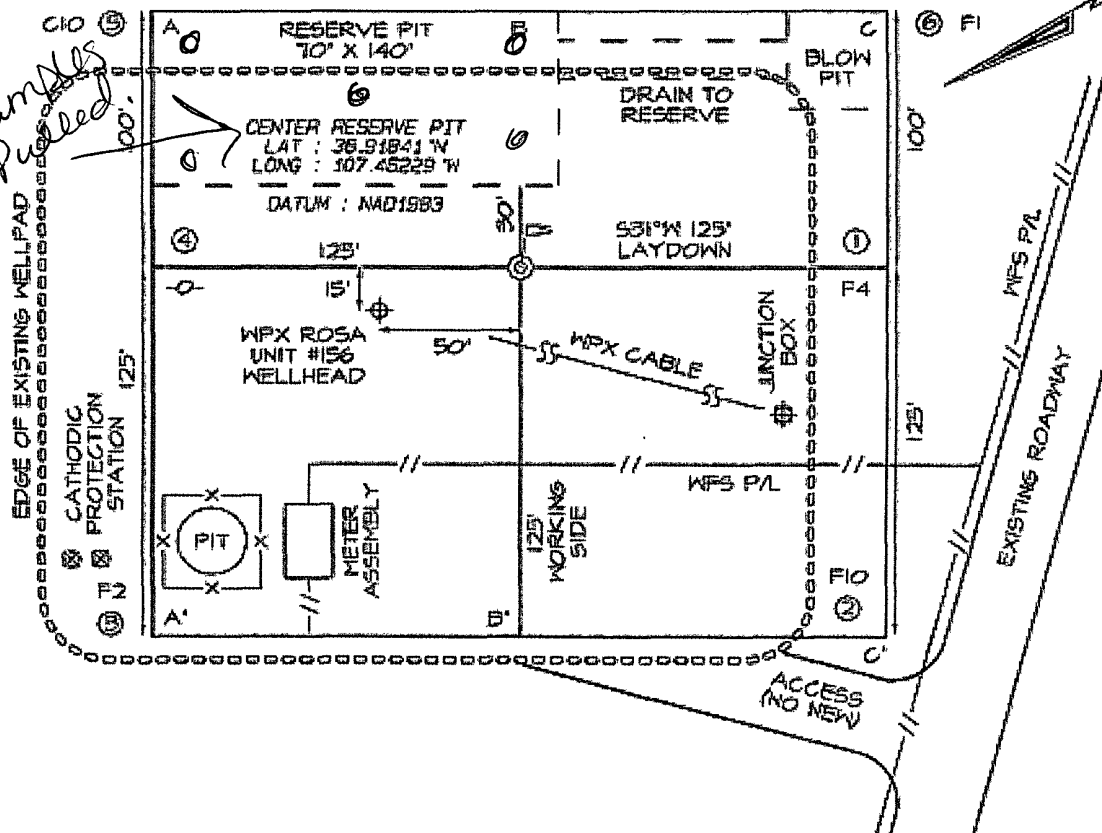 C10 ⑤
A
RESERVE PIT
70' X 140'
C
⑥ F1
BLOW
PIT
Samples
Pulled.
100'
DRAIN TO
RESERVE
100'
CENTER RESERVE PIT
LAT : 36.91841 °N
LONG : 107.45229 °W
DATUM : NAD1983
EDGE OF EXISTING WELLPAD
④
125'
S31°W 125'
LAYDOWN
①
F4
15'
WPX ROSA
UNIT #156
WELLHEAD
50'
WPX CABLE
JUNCTION
BOX
WFS P/L
EXISTING ROADWAY
125'
125'
CATHODIC
PROTECTION
STATION
WFS P/L
PIT
METER
ASSEMBLY
125'
WORKING
SIDE
F2
③
A'
B'
F10
②
C'
ACCESS
(NO NEW)